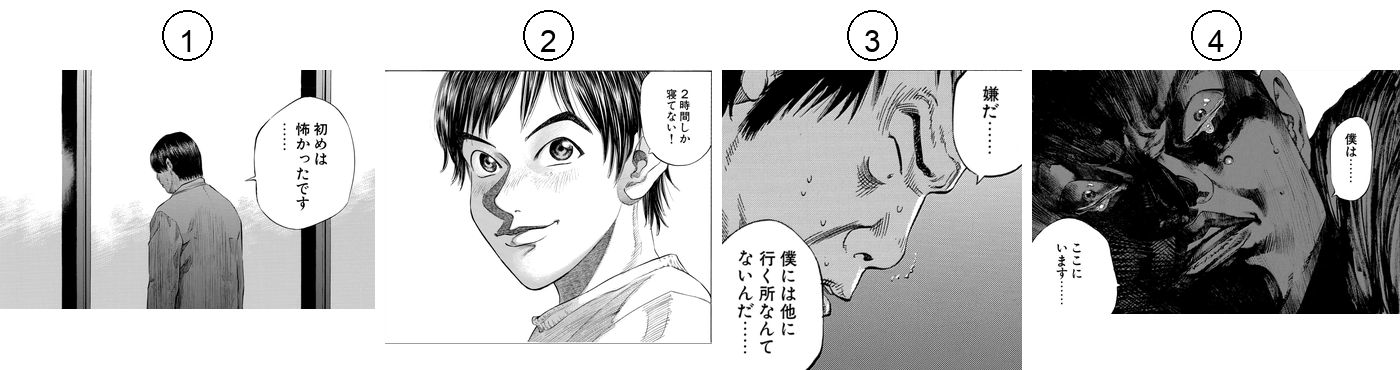 1
初めは
怖かったです
……
2
2時間しか
寝てない!
3
嫌だ……
僕には他に
行く所なんて
ないんだ……
4
僕は……
ここに
います……